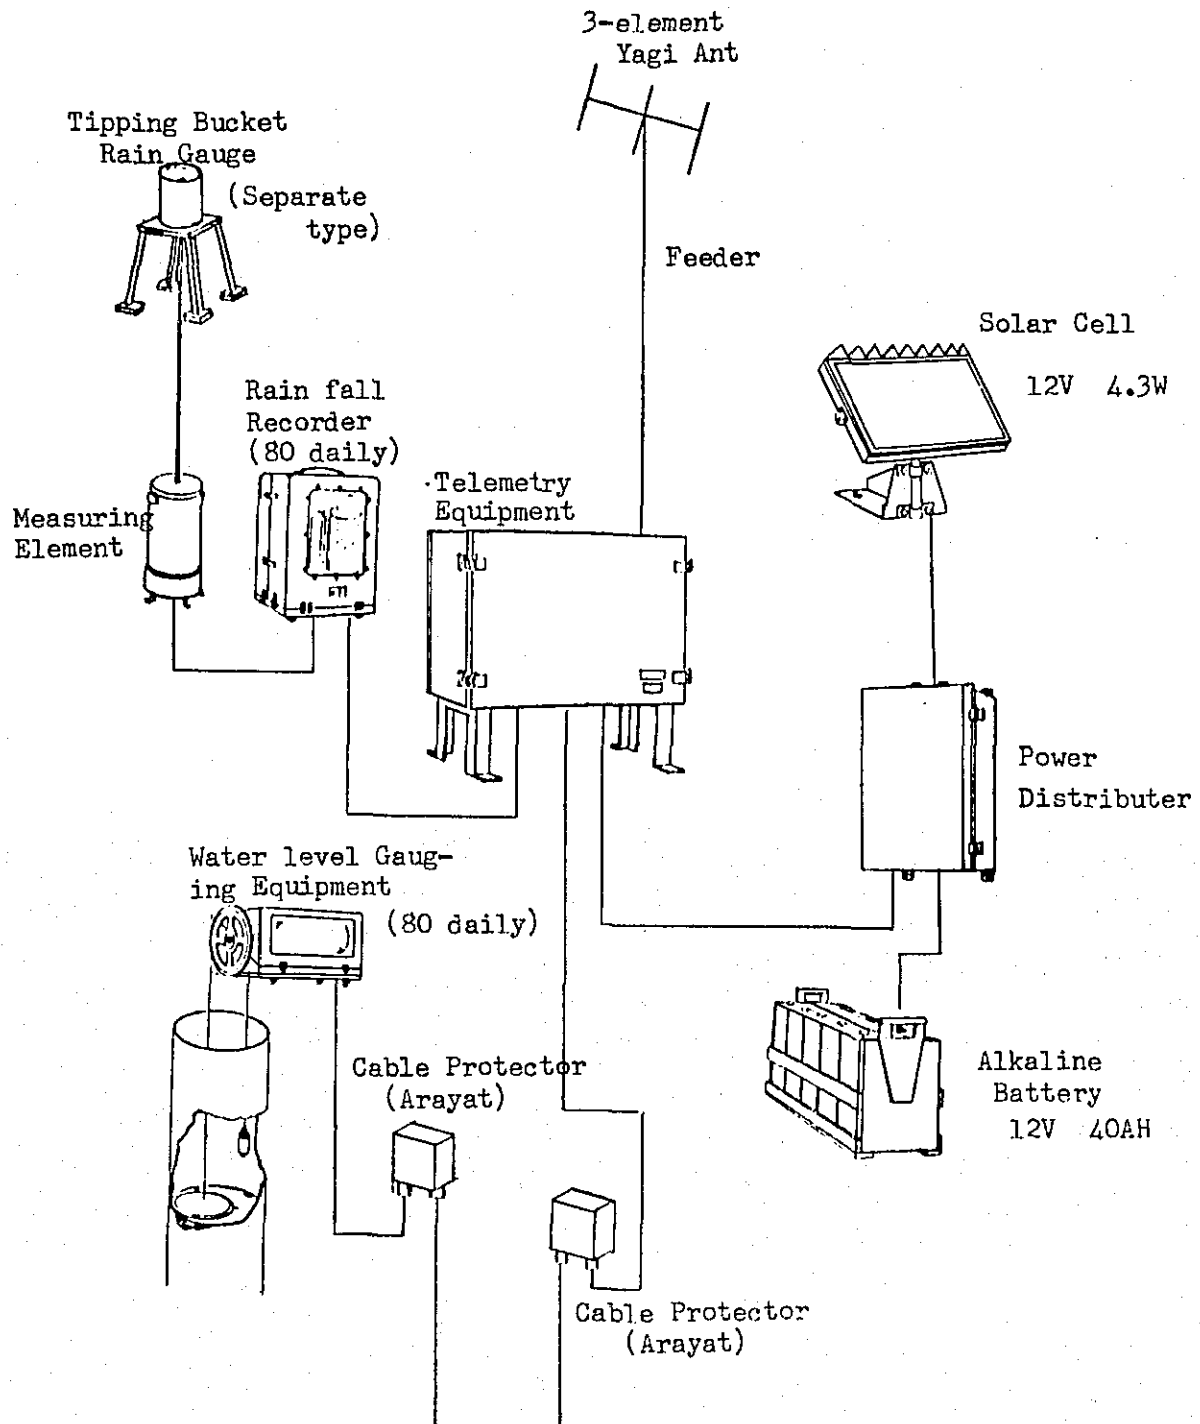 3-element
Yagi Ant
Tipping Bucket
Rain Gauge
(Separate
type)
Feeder
Solar Cell
12V 4.3W
Rain fall
Recorder
(80 daily)
Telemetry
Equipment
Measuring
Element
Power
Distributer
Water level Gaug-
ing Equipment
(80 daily)
Cable Protector
(Arayat)
Alkaline
Battery
12V 40AH
Cable Protector
(Arayat)